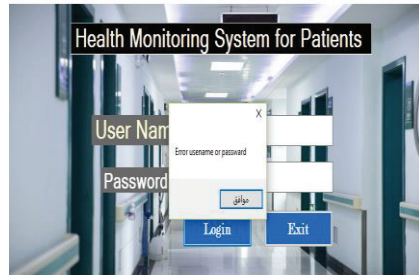 Health Monitoring System for Patients
User Nam
X
Error usename or passward
Password
موافق
Login Exit